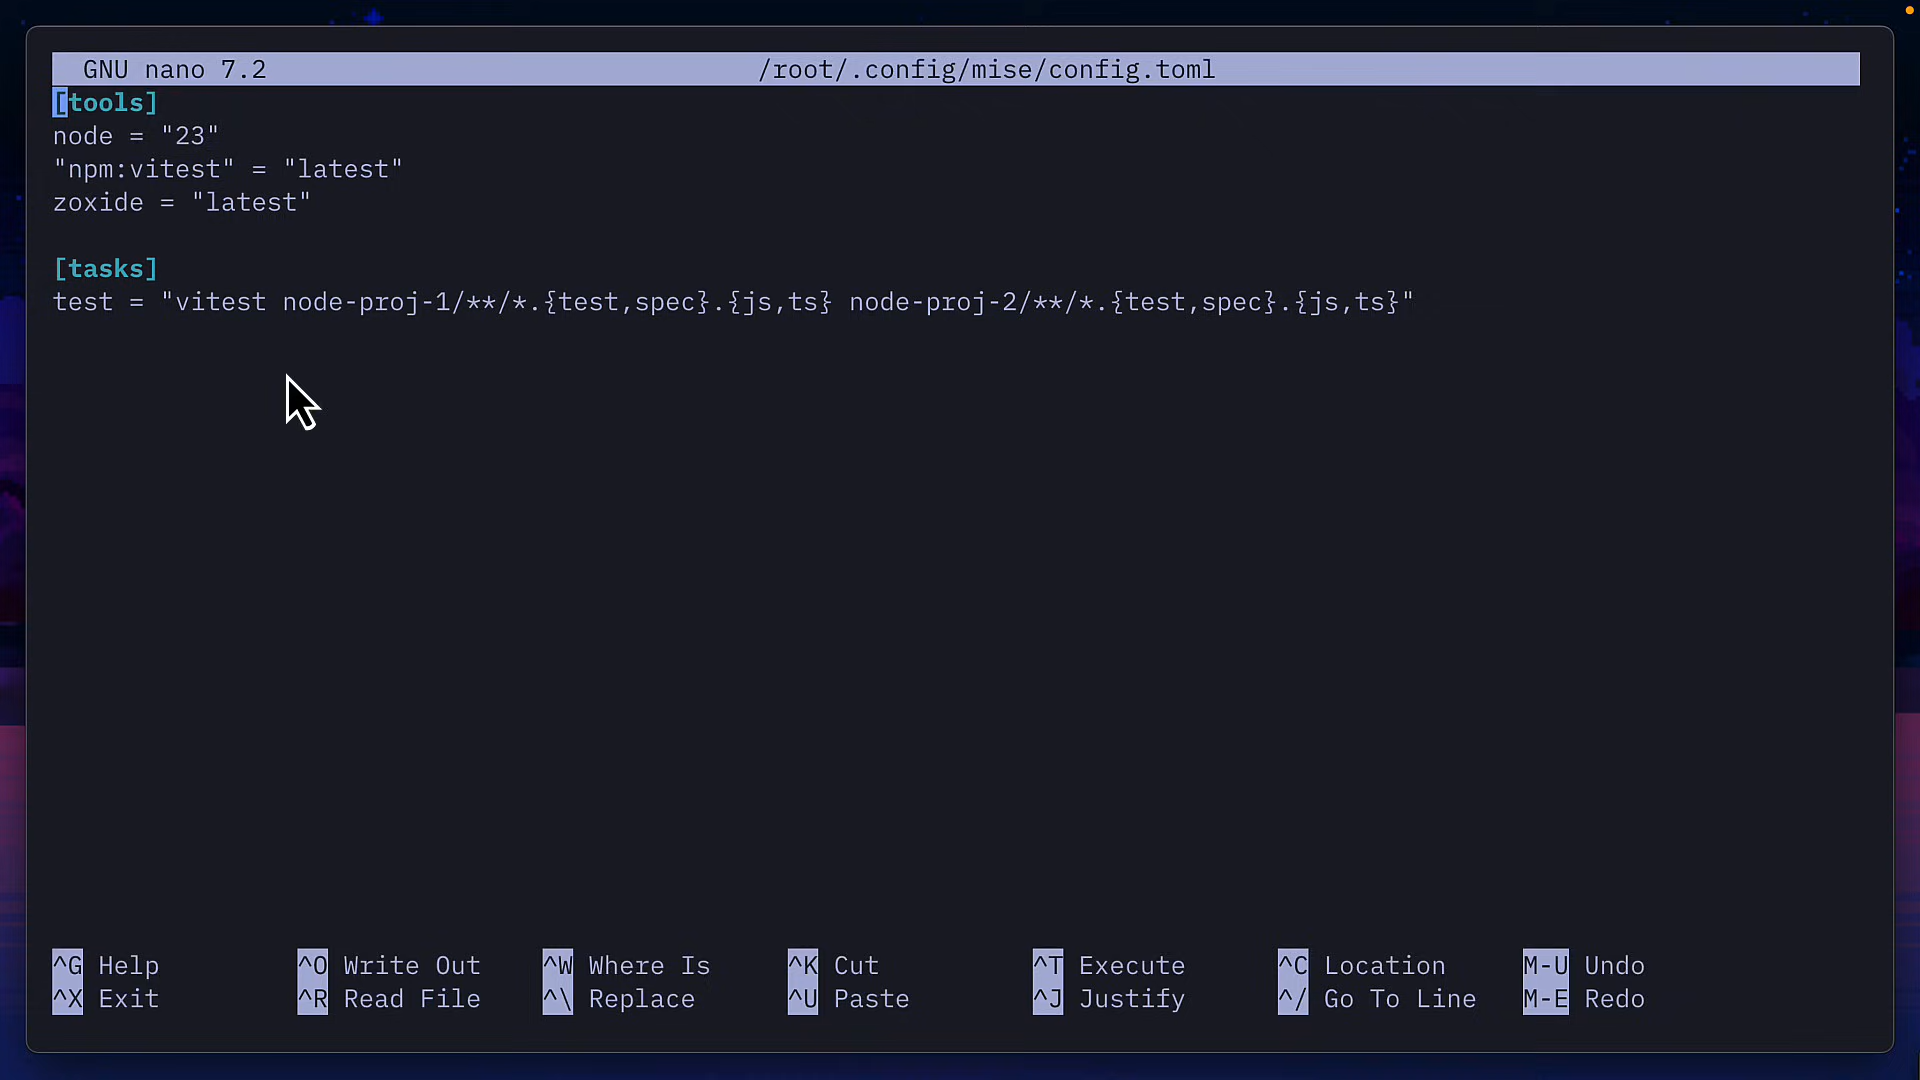 GNU nano 7.2 /root/.config/mise/config.toml
[tools]
node = "23"
"npm:vitest" = "latest"
zoxide = "latest"
[tasks]
test = "vitest node-proj-1/**/*.{test,spec}.{js,ts} node-proj-2/**/*.{test,spec}.{js,ts}"
^G Help ^O Write Out ^W Where Is ^K Cut ^T Execute ^C Location M-U Undo
^X Exit ^R Read File ^\ Replace ^U Paste ^J Justify ^/ Go To Line M-E Redo